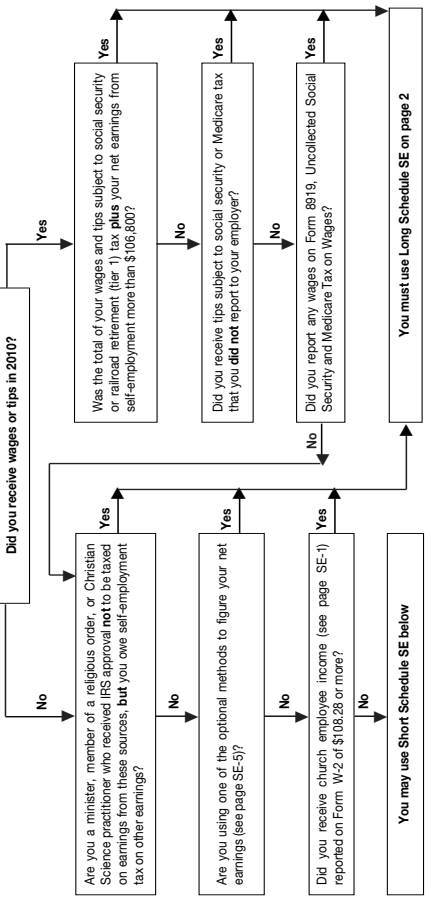 Did you receive wages or tips in 2010?
No
Yes
Are you a minister, member of a religious order, or Christian
Science practitioner who received IRS approval not to be taxed
on earnings from these sources, but you owe self-employment
tax on other earnings?
Yes
No
Are you using one of the optional methods to figure your net
earnings (see page SE-5)?
Yes
No
Did you receive church employee income (see page SE-1)
reported on Form W-2 of $108.28 or more?
Yes
No
You may use Short Schedule SE below
Was the total of your wages and tips subject to social security
or railroad retirement (tier 1) tax plus your net earnings from
self-employment more than $106,800?
Yes
No
Did you receive tips subject to social security or Medicare tax
that you did not report to your employer?
Yes
No
Did you report any wages on Form 8919, Uncollected Social
Security and Medicare Tax on Wages?
Yes
No
You must use Long Schedule SE on page 2